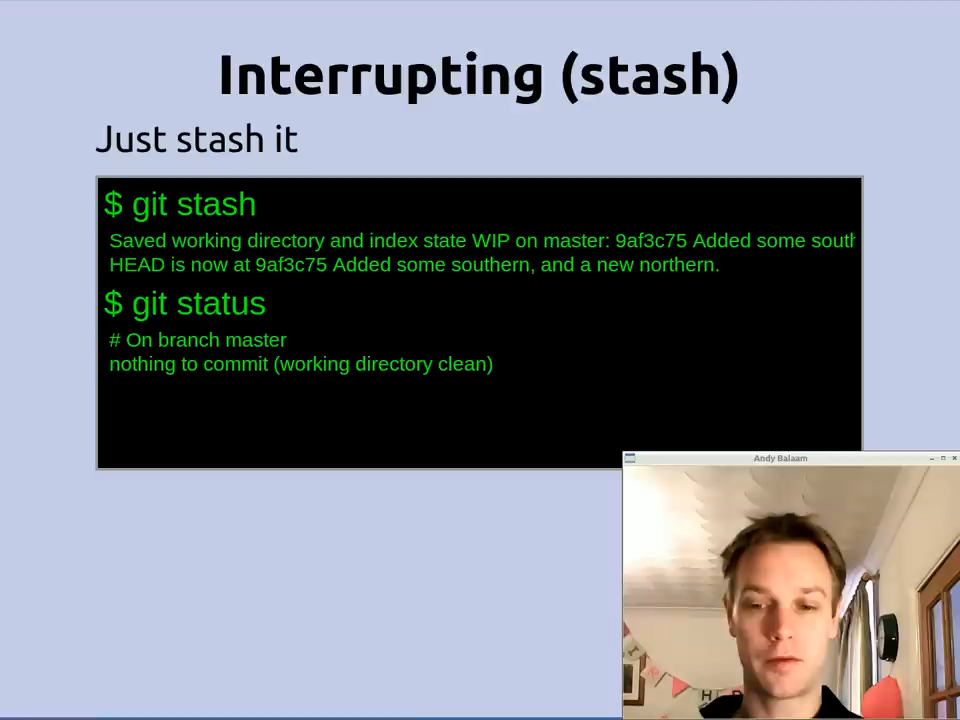 Interrupting (stash)
Just stash it
$ git stash
Saved working directory and index state WIP on master: 9af3c75 Added some south
HEAD is now at 9af3c75 Added some southern, and a new northern.
$ git status
# On branch master
nothing to commit (working directory clean)
Andy Balaam